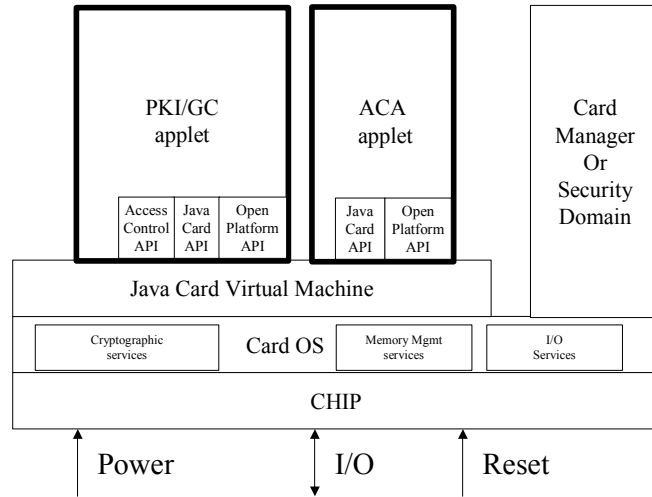 PKI/GC
applet
ACA
applet
Card
Manager
Or
Security
Domain
Access
Control
API
Java
Card
API
Open
Platform
API
Java
Card
API
Open
Platform
API
Java Card Virtual Machine
Cryptographic
services
Card OS
Memory Mgmt
services
I/O
Services
CHIP
Power
I/O
Reset